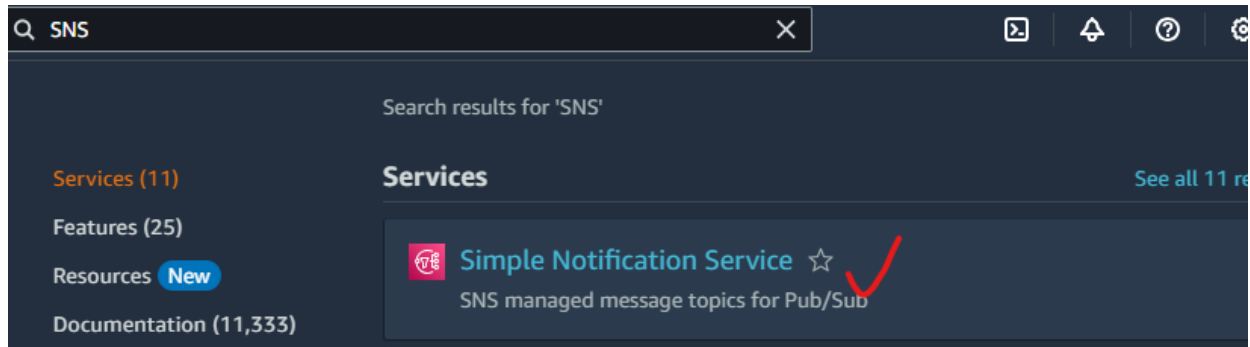 SNS
Search results for 'SNS'
Services (11)
Features (25)
Resources New
Documentation (11,333)
Services
See all 11 re
Simple Notification Service
SNS managed message topics for Pub/Sub